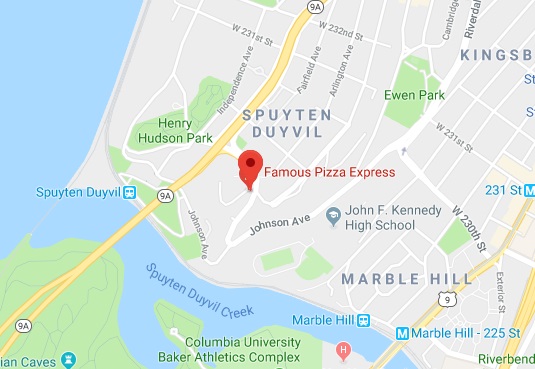 9A
W 231st St
W 232nd St
Cambridg
Riverdal
Independence Ave
Fairfield Ave
Arlington Ave
KINGSB
Ewen Park
SPUYTEN
DUYVIL
Henry
Hudson Park
W 231st St
Famous Pizza Express
Spuyten Duyvil
9A
Johnson Ave
Johnson Ave
John F. Kennedy
High School
231 St M
W 230th St
MARBLE HILL
Spuyten Duyvil Creek
9
Exterior St
9A
Marble Hill
M Marble Hill - 225 St
Columbia University
Baker Athletics Complex
H
ian Caves
Riverbend